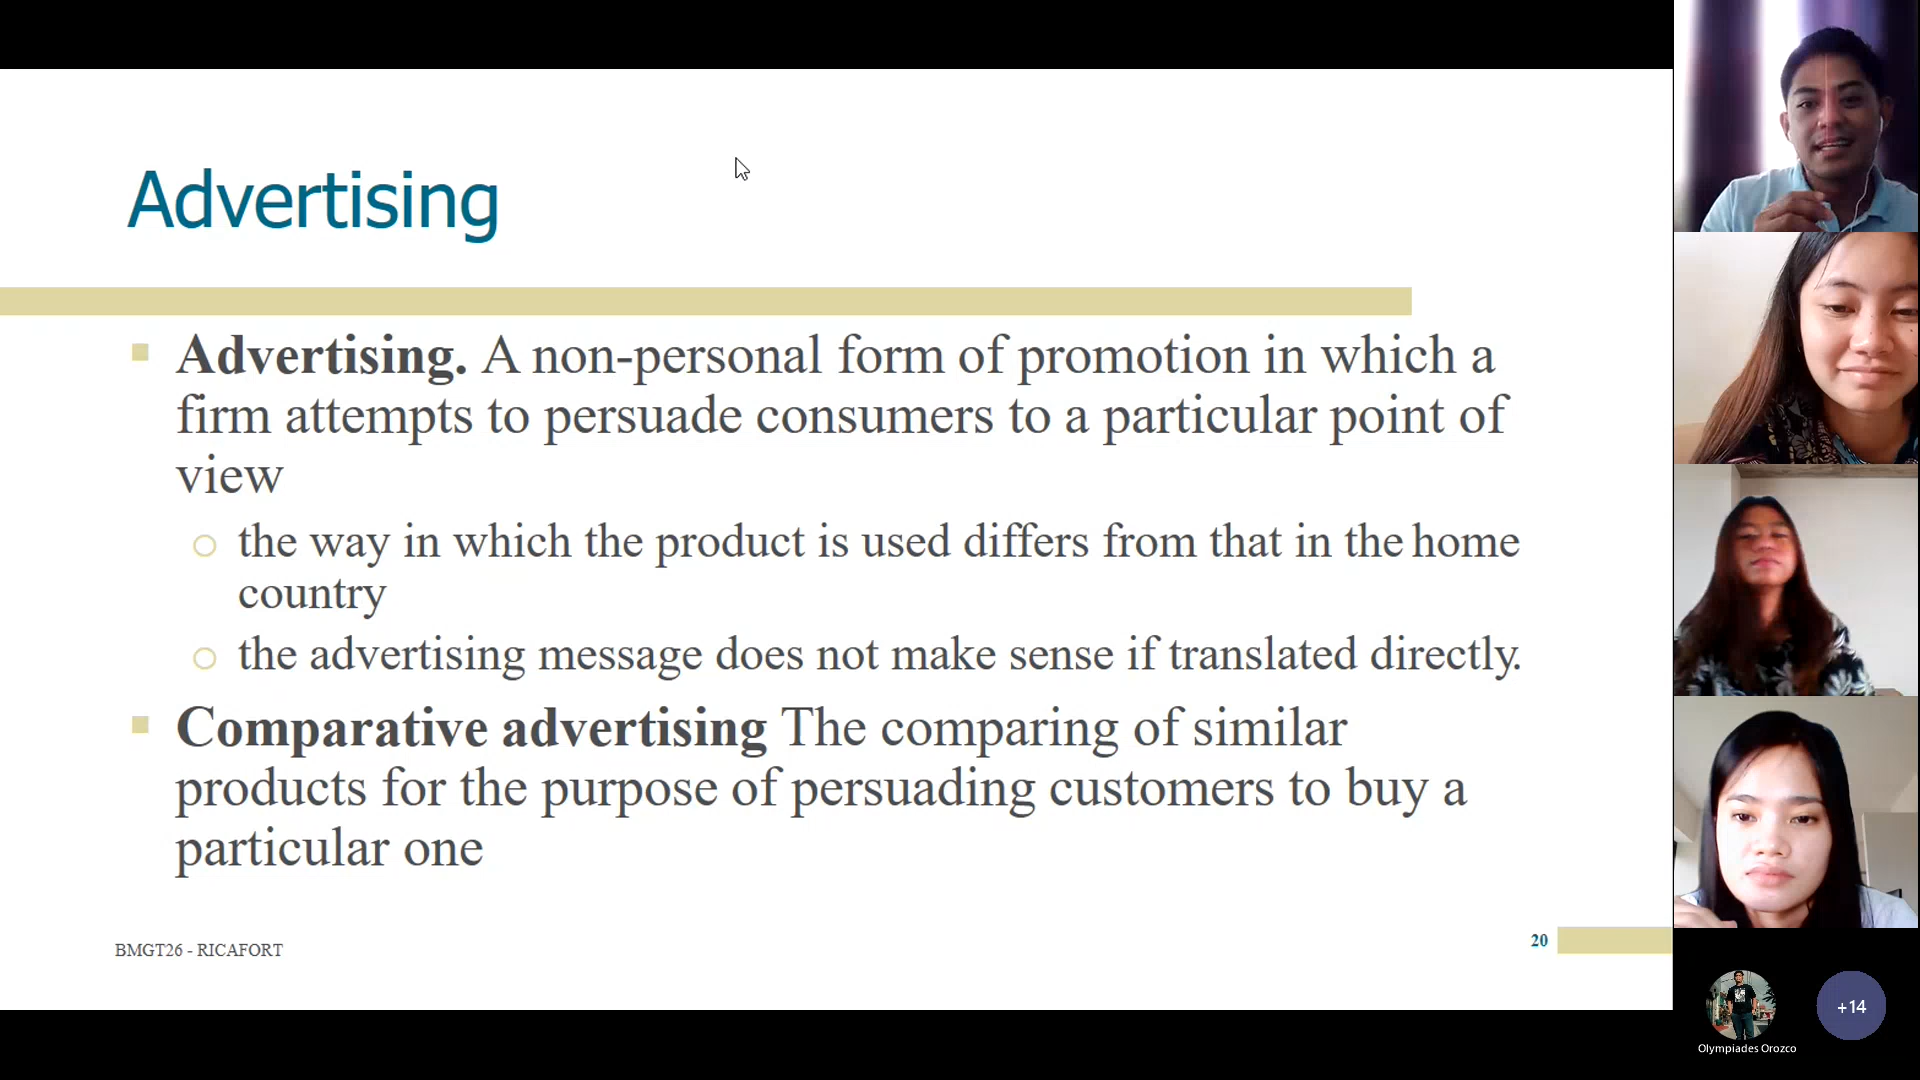 Advertising
Advertising. A non-personal form of promotion in which a
firm attempts to persuade consumers to a particular point of
view
the way in which the product is used differs from that in the home
country
the advertising message does not make sense if translated directly.
Comparative advertising The comparing of similar
products for the purpose of persuading customers to buy a
particular one
BMGT26 - RICAFORT
20
+14
Olympiades Orozco